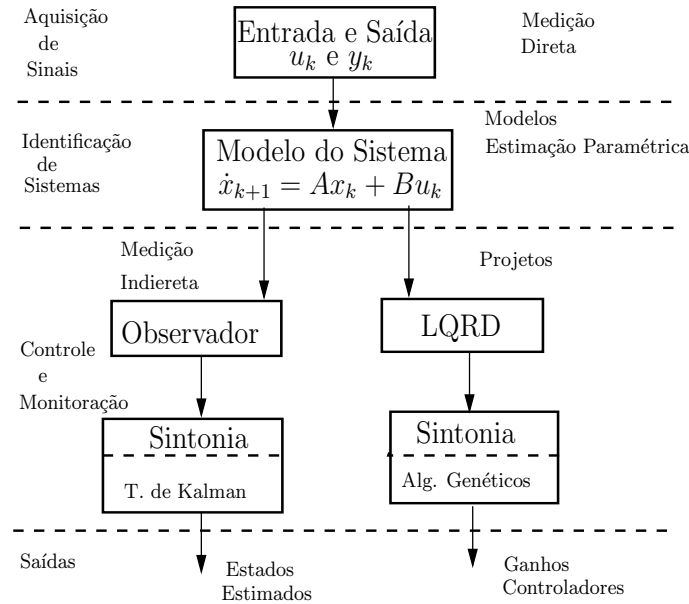 Aquisição
de
Sinais
Entrada e Saída
u_k e y_k
Medição
Direta
Identificação
de
Sistemas
Modelo do Sistema
ẋ_{k+1} = Ax_k + Bu_k
Modelos
Estimação Paramétrica
Medição
Indiereta
Projetos
Observador
LQRD
Controle
e
Monitoração
Sintonia
T. de Kalman
Sintonia
Alg. Genéticos
Saídas
Estados
Estimados
Ganhos
Controladores